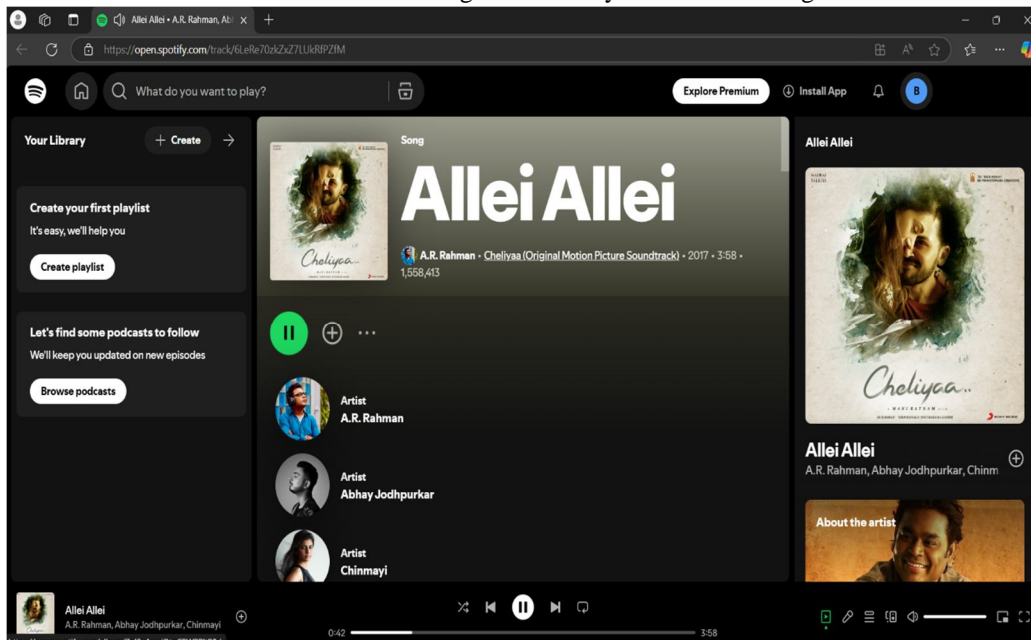 Allei Allei • A.R. Rahman, Ab
https://open.spotify.com/track/6LeRe70zkZxZ7LUkRfPZfM
What do you want to play?
Explore Premium
Install App
B
Your Library
+ Create
Create your first playlist
It's easy, we'll help you
Create playlist
Let's find some podcasts to follow
We'll keep you updated on new episodes
Browse podcasts
Song
Allei Allei
A.R. Rahman • Cheliyaa (Original Motion Picture Soundtrack) • 2017 • 3:58 •
1,558,413
Cheliyaa..
Artist
A.R. Rahman
Artist
Abhay Jodhpurkar
Artist
Chinmayi
Allei Allei
Cheliyaa..
Allei Allei
A.R. Rahman, Abhay Jodhpurkar, Chinm
About the artist
Allei Allei
A.R. Rahman, Abhay Jodhpurkar, Chinmayi
0:42
3:58